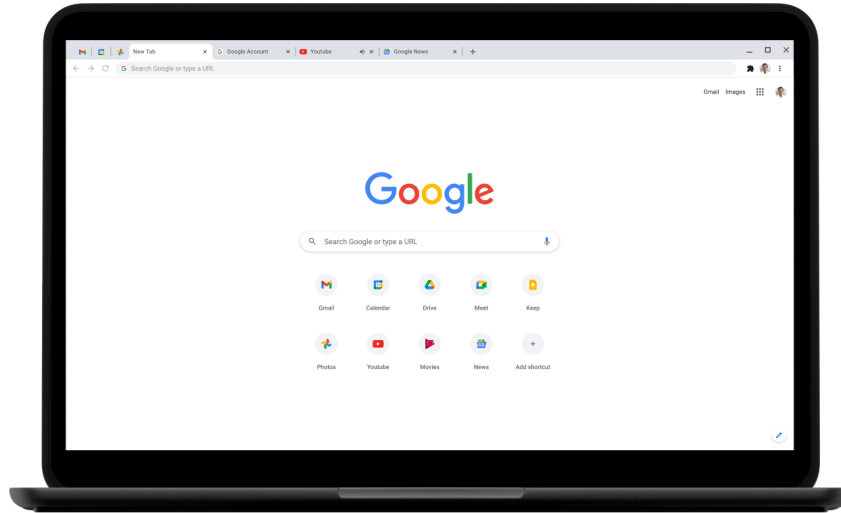 New Tab
Google Account
Youtube
Google News
Search Google or type a URL
Gmail
Images
Google
Search Google or type a URL
Gmail Calendar Drive Meet Keep
Photos Youtube Movies News Add shortcut